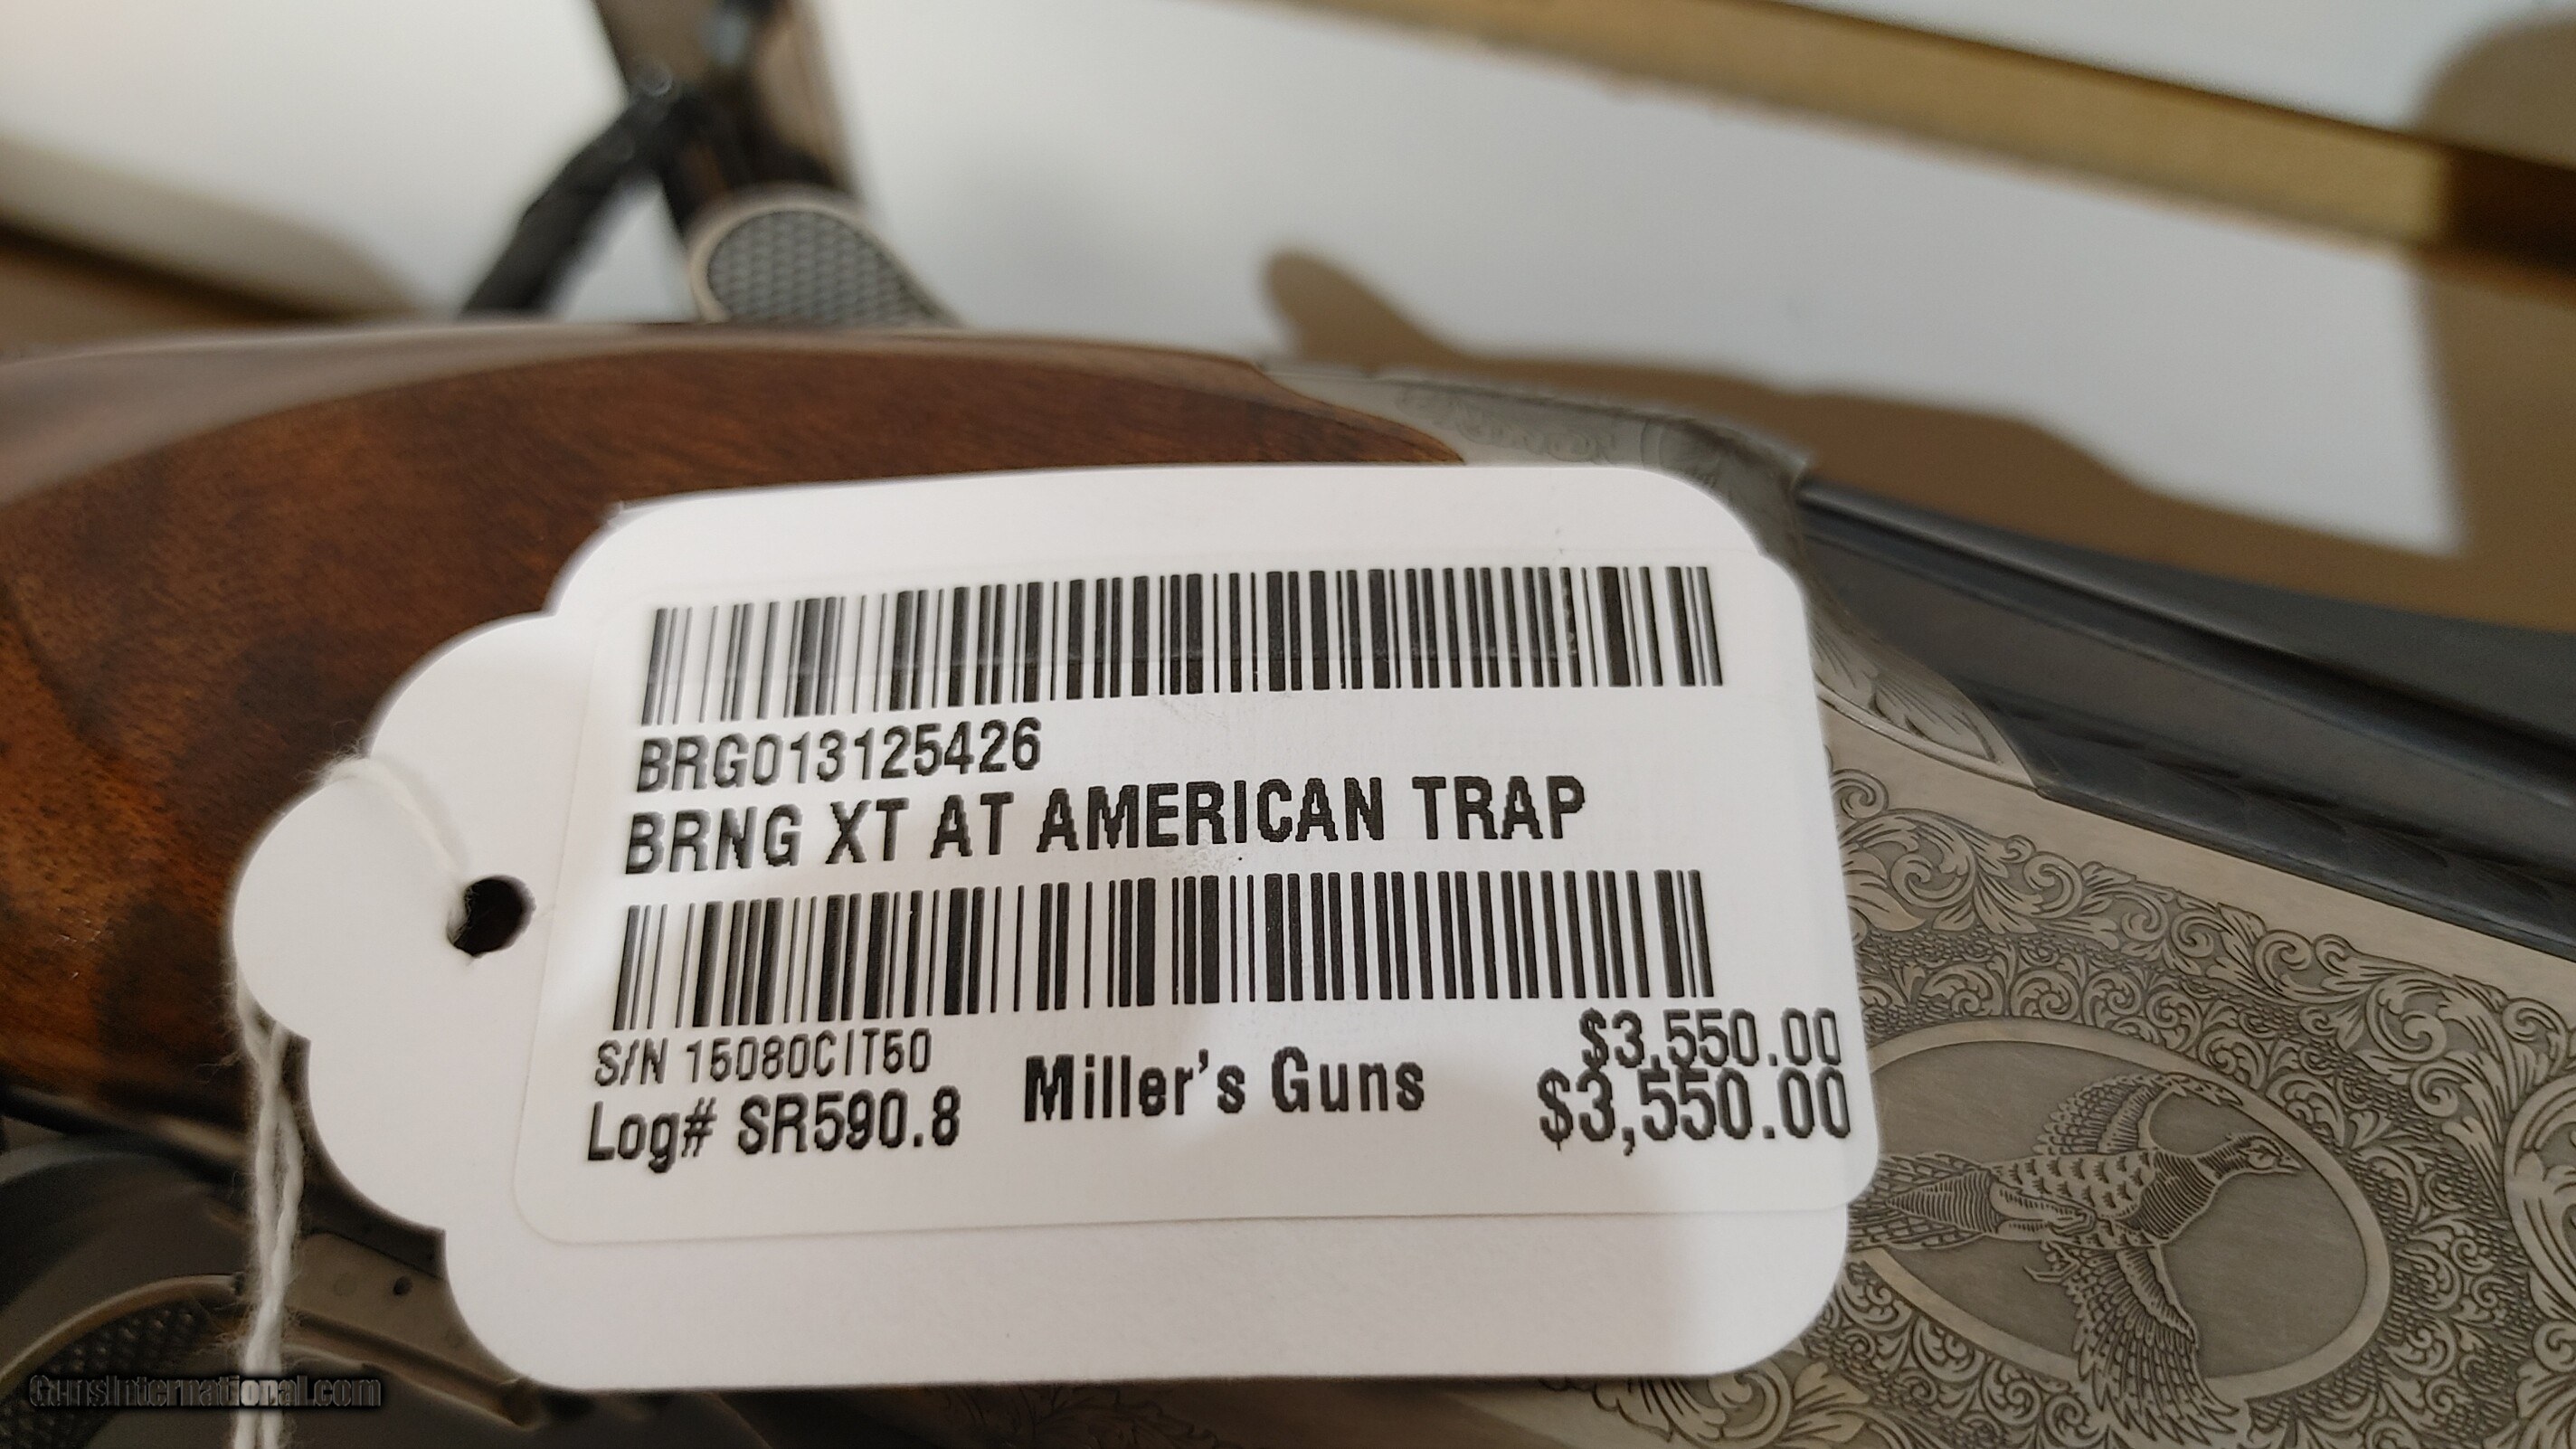 BRG013125426
BRNG XT AT AMERICAN TRAP
S/N 15080CIT50
Log# SR590.8
Miller's Guns
$3,550.00
$3,550.00
GunsInternational.com